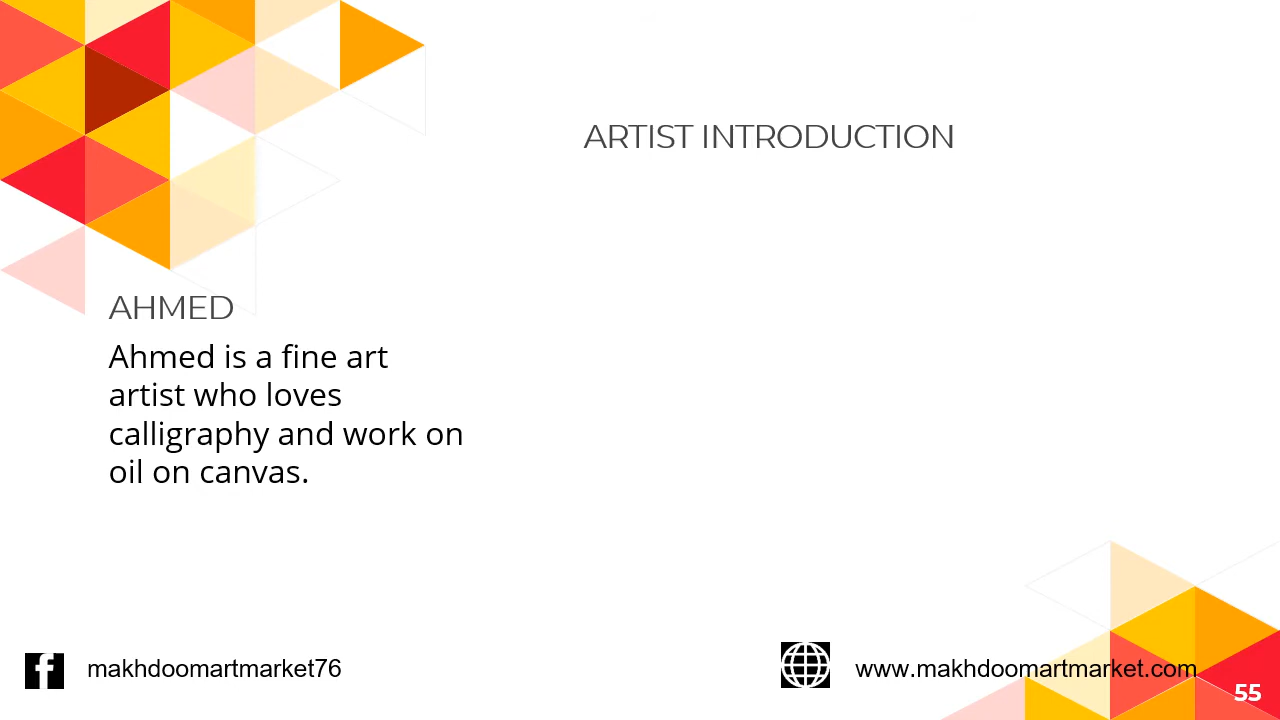 ARTIST INTRODUCTION
AHMED
Ahmed is a fine art
artist who loves
calligraphy and work on
oil on canvas.
makhdoomartmarket76
www.makhdoomartmarket.com
55